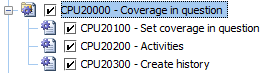 CPU20000 - Coverage in question
CPU20100 - Set coverage in question
CPU20200 - Activities
CPU20300 - Create history